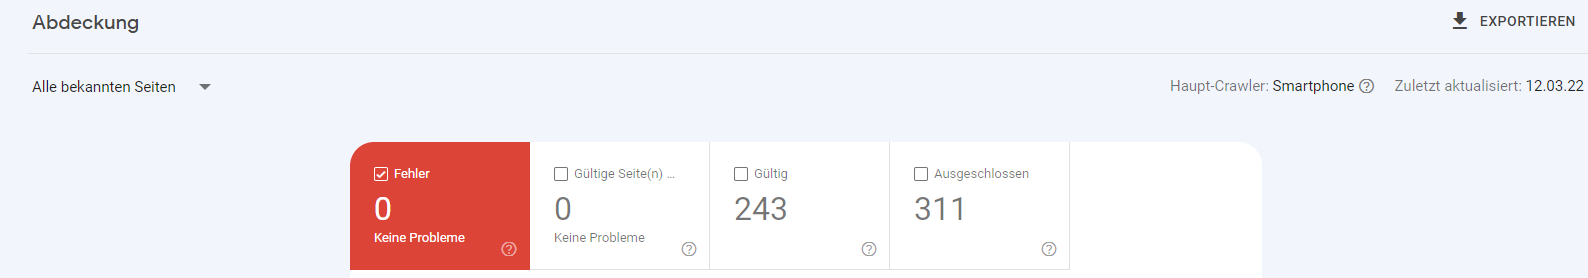 Abdeckung
EXPORTIEREN
Alle bekannten Seiten
Haupt-Crawler: Smartphone
Zuletzt aktualisiert: 12.03.22
Fehler
0
Keine Probleme
Gültige Seite(n) ...
0
Keine Probleme
Gültig
243
Ausgeschlossen
311